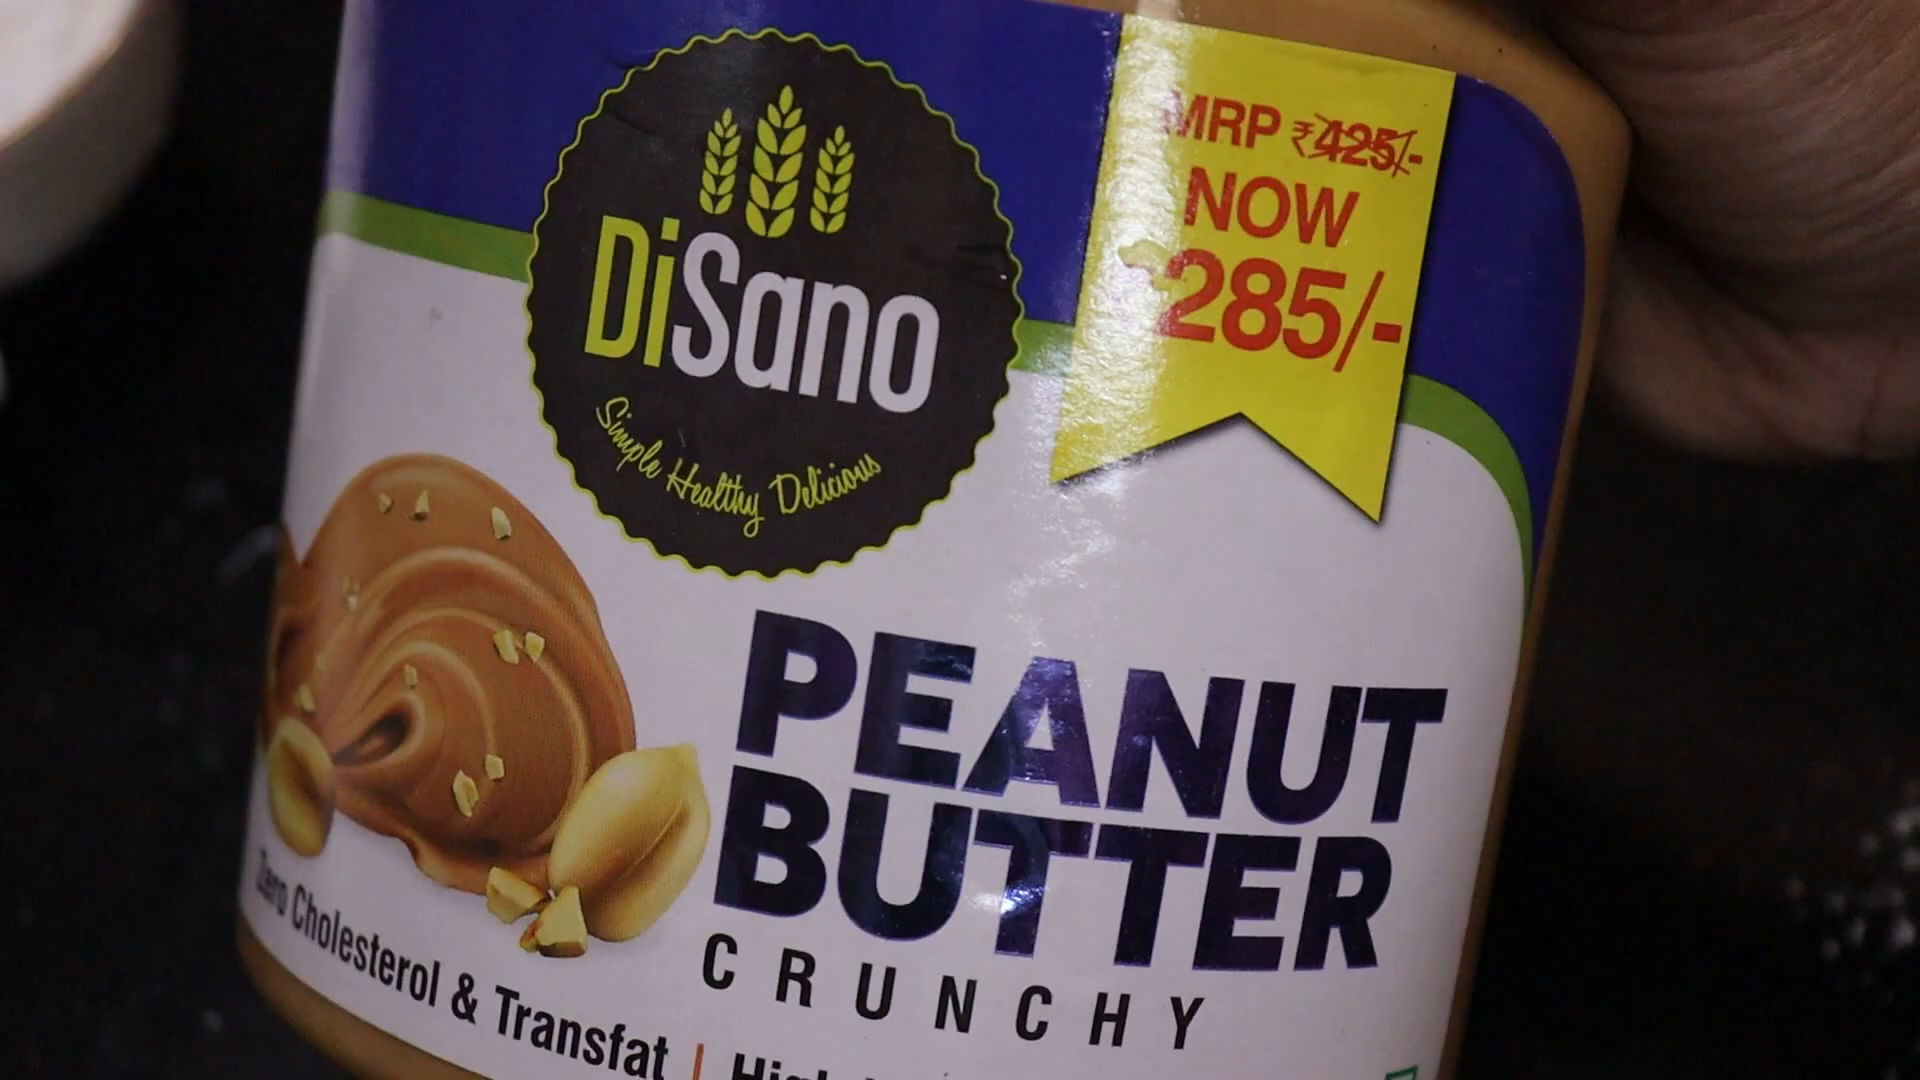 DiSano
Simple Healthy Delicious
MRP ₹425/-
NOW
285/-
PEANUT
BUTTER
CRUNCHY
Zero Cholesterol & Transfat |